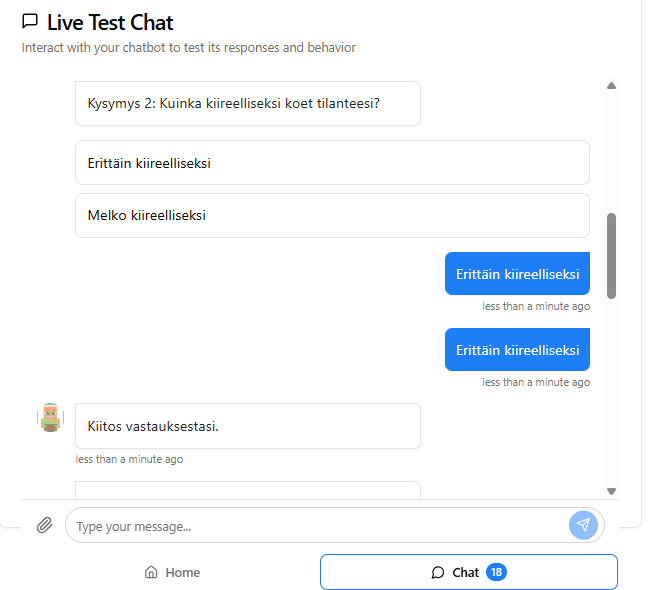 Live Test Chat
Interact with your chatbot to test its responses and behavior
Kysymys 2: Kuinka kiireelliseksi koet tilanteesi?
Erittäin kiireelliseksi
Melko kiireelliseksi
Erittäin kiireelliseksi
less than a minute ago
Erittäin kiireelliseksi
less than a minute ago
Kiitos vastauksestasi.
less than a minute ago
Type your message...
Home
Chat 18